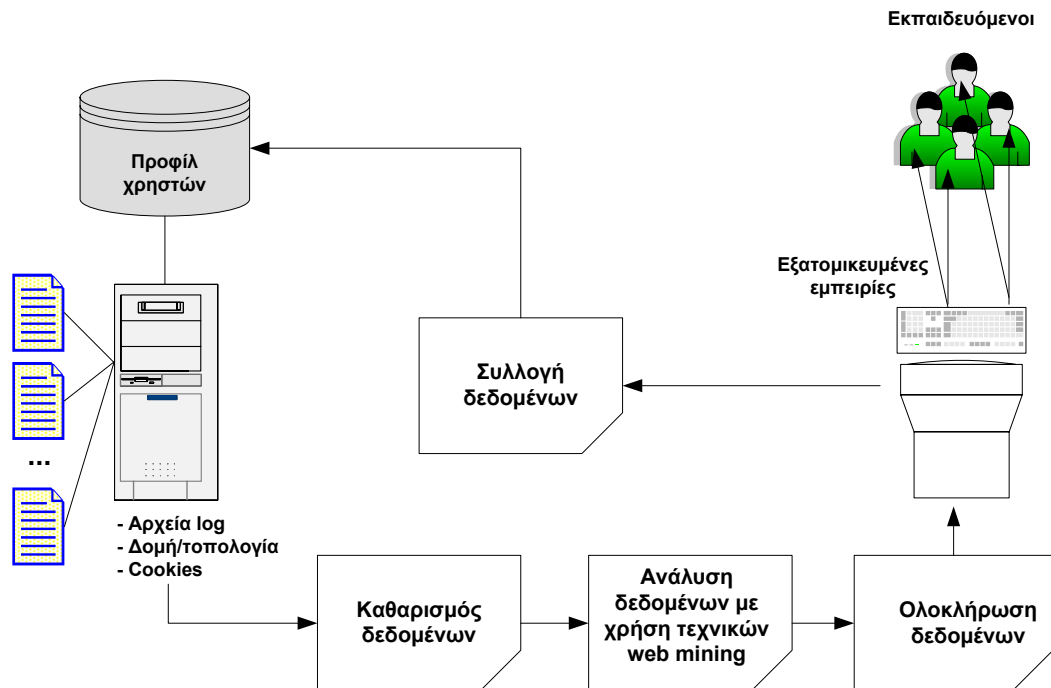 Εκπαιδευόμενοι
Προφίλ
χρηστών
Εξατομικευμένες
εμπειρίες
Συλλογή
δεδομένων
...
- Αρχεία log
- Δομή/τοπολογία
- Cookies
Καθαρισμός
δεδομένων
Ανάλυση
δεδομένων με
χρήση τεχνικών
web mining
Ολοκλήρωση
δεδομένων